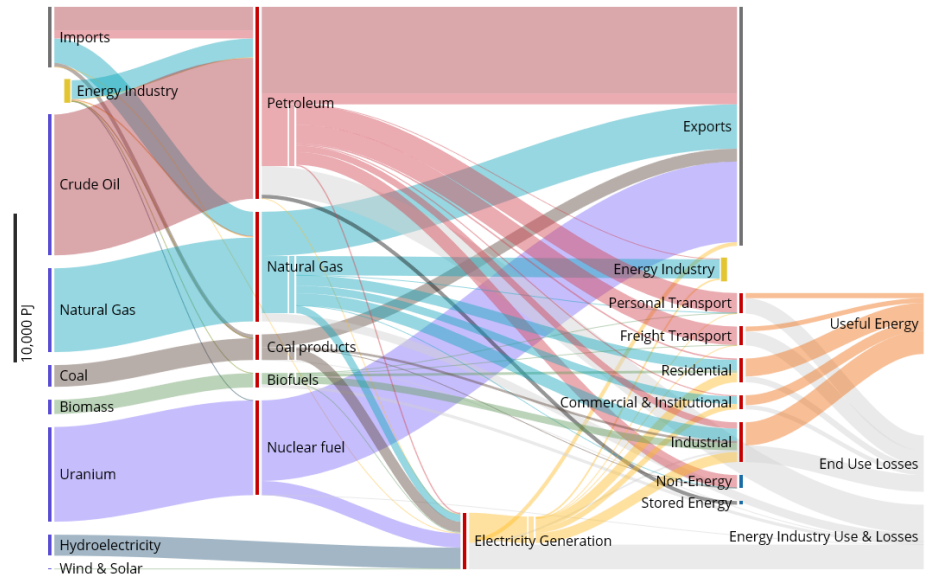 Imports
Energy Industry
Crude Oil
Natural Gas
Coal
Biomass
Uranium
Hydroelectricity
Wind & Solar
10,000 PJ
Petroleum
Natural Gas
Coal products
Biofuels
Nuclear fuel
Electricity Generation
Exports
Energy Industry
Personal Transport
Freight Transport
Residential
Commercial & Institutional
Industrial
Non-Energy
Stored Energy
Useful Energy
End Use Losses
Energy Industry Use & Losses